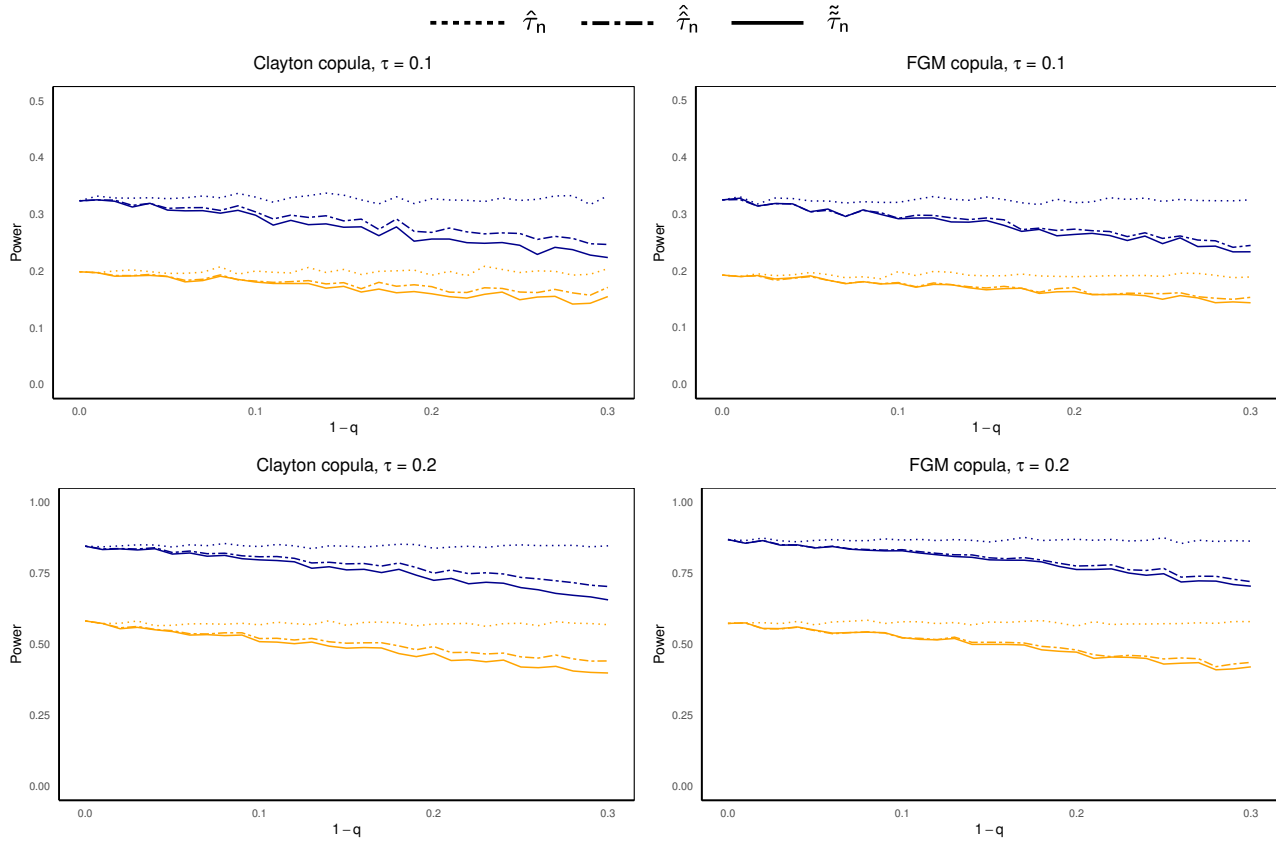 τ̂n τ̂̂n τ̃̃n
Clayton copula, τ = 0.1
Power
0.5
0.4
0.3
0.2
0.1
0.0
0.0 0.1 0.2 0.3
1 − q
FGM copula, τ = 0.1
Power
0.5
0.4
0.3
0.2
0.1
0.0
0.0 0.1 0.2 0.3
1 − q
Clayton copula, τ = 0.2
Power
1.00
0.75
0.50
0.25
0.00
0.0 0.1 0.2 0.3
1 − q
FGM copula, τ = 0.2
Power
1.00
0.75
0.50
0.25
0.00
0.0 0.1 0.2 0.3
1 − q